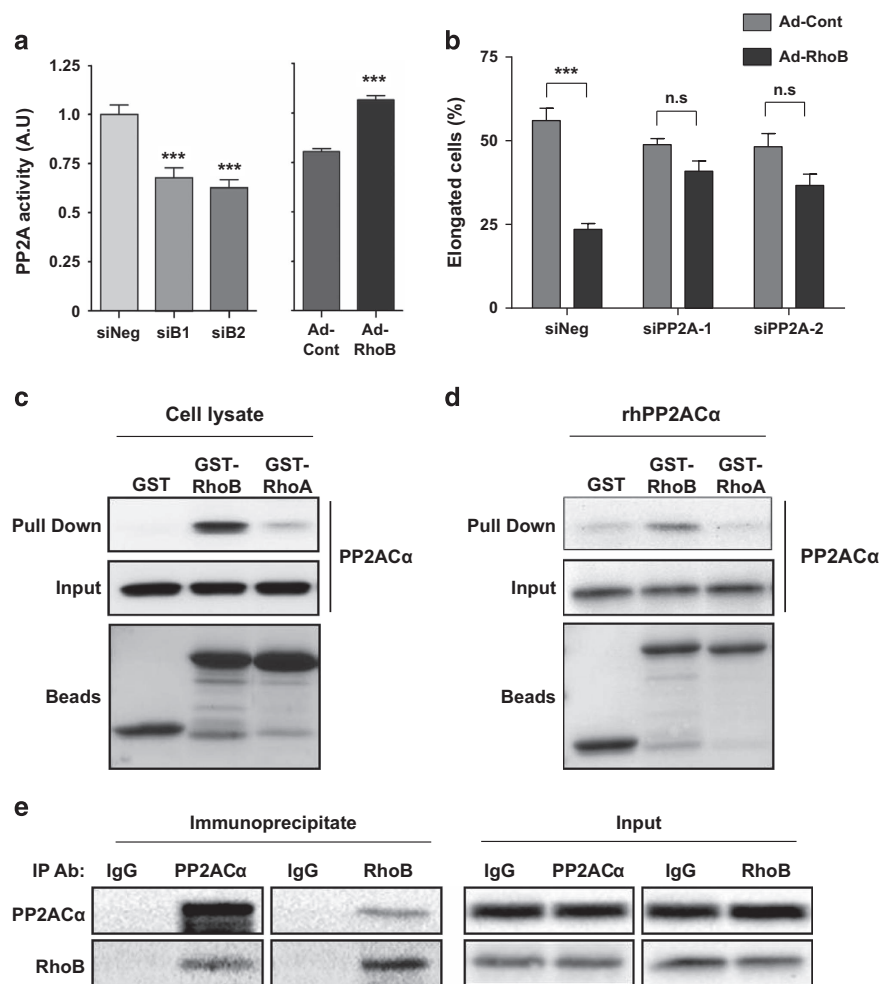 a
PP2A activity (A.U)
1.25
1.0
0.75
0.5
0.25
0
***
***
***
siNeg siB1 siB2
Ad-Cont
Ad-RhoB
b
Ad-Cont
Ad-RhoB
Elongated cells (%)
75
50
25
0
***
n.s
n.s
siNeg siPP2A-1 siPP2A-2
c
Cell lysate
GST GST-RhoB GST-RhoA
Pull Down
Input
PP2ACα
Beads
d
rhPP2ACα
GST GST-RhoB GST-RhoA
Pull Down
Input
PP2ACα
Beads
e
Immunoprecipitate Input
IP Ab: IgG PP2ACα IgG RhoB IgG PP2ACα IgG RhoB
PP2ACα
RhoB